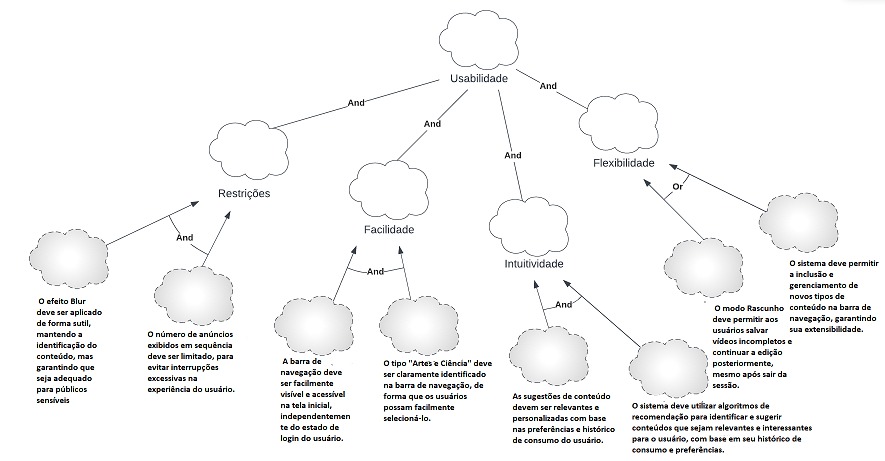 Usabilidade
And
And
And
And
Restrições
Facilidade
Intuitividade
Flexibilidade
And
And
And
Or
O efeito Blur
deve ser aplicado
de forma sutil,
mantendo a
identificação do
conteúdo, mas
garantindo que
seja adequado
para públicos
sensíveis
O número de anúncios
exibidos em sequência
deve ser limitado, para
evitar interrupções
excessivas na
experiência do usuário.
A barra de
navegação deve
ser facilmente
visível e acessível
na tela inicial,
independentemen
te do estado de
login do usuário.
O tipo "Artes e Ciência" deve
ser claramente identificado
na barra de navegação, de
forma que os usuários
possam facilmente
selecioná-lo.
As sugestões de conteúdo
devem ser relevantes e
personalizadas com base
nas preferências e histórico
de consumo do usuário.
O sistema deve utilizar algoritmos de
recomendação para identificar e sugerir
conteúdos que sejam relevantes e interessantes
para o usuário, com base em seu histórico de
consumo e preferências.
O modo Rascunho
deve permitir aos
usuários salvar
vídeos incompletos e
continuar a edição
posteriormente,
mesmo após sair da
sessão.
O sistema deve permitir
a inclusão e
gerenciamento de
novos tipos de
conteúdo na barra de
navegação, garantindo
sua extensibilidade.